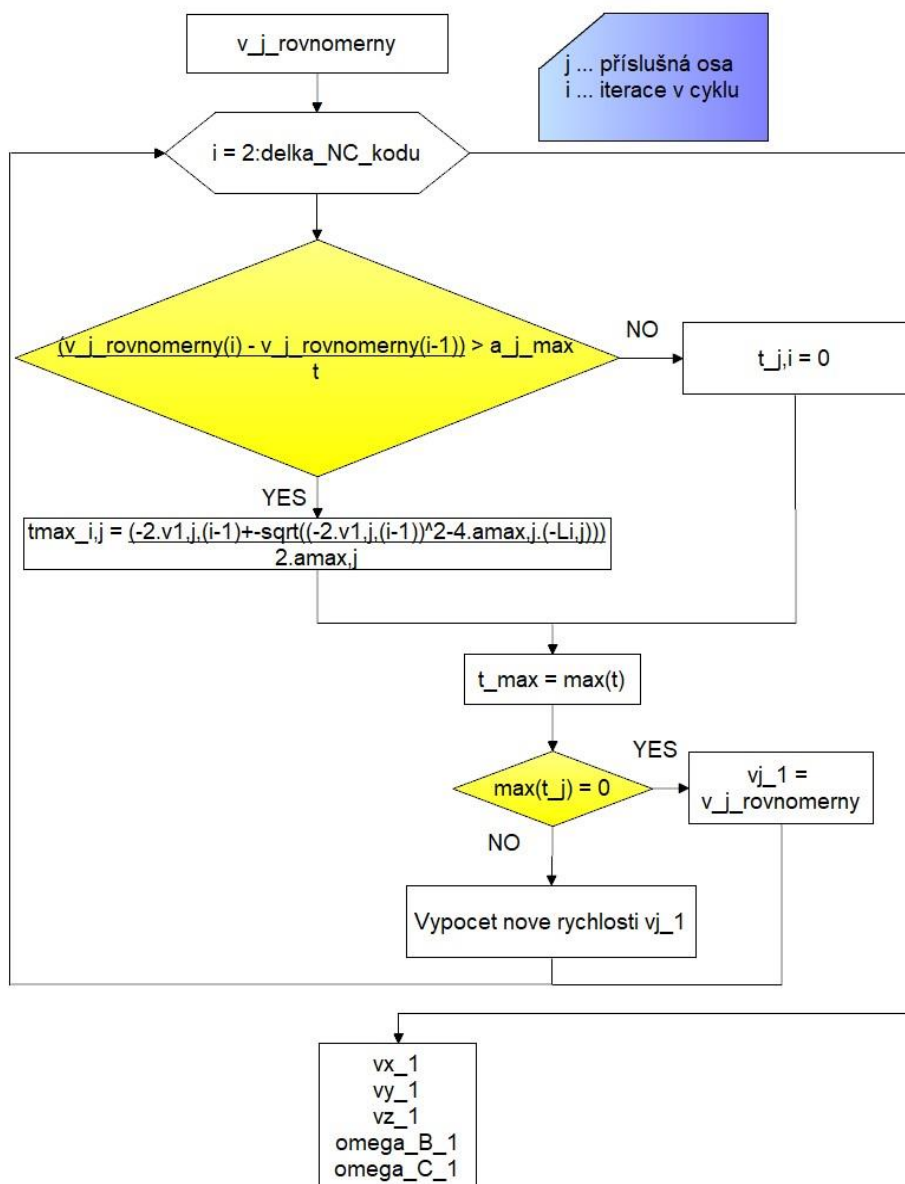 v_j_rovnomerny
j ... příslušná osa
i ... iterace v cyklu
i = 2:delka_NC_kodu
(v_j_rovnomerny(i) - v_j_rovnomerny(i-1)) > a_j_max
t
NO
t_j,i = 0
YES
tmax_i,j = (-2.v1,j,(i-1)+-sqrt((-2.v1,j,(i-1))^2-4.amax,j.(-Li,j)))
2.amax,j
t_max = max(t)
max(t_j) = 0
YES
vj_1 =
v_j_rovnomerny
NO
Vypocet nove rychlosti vj_1
vx_1
vy_1
vz_1
omega_B_1
omega_C_1